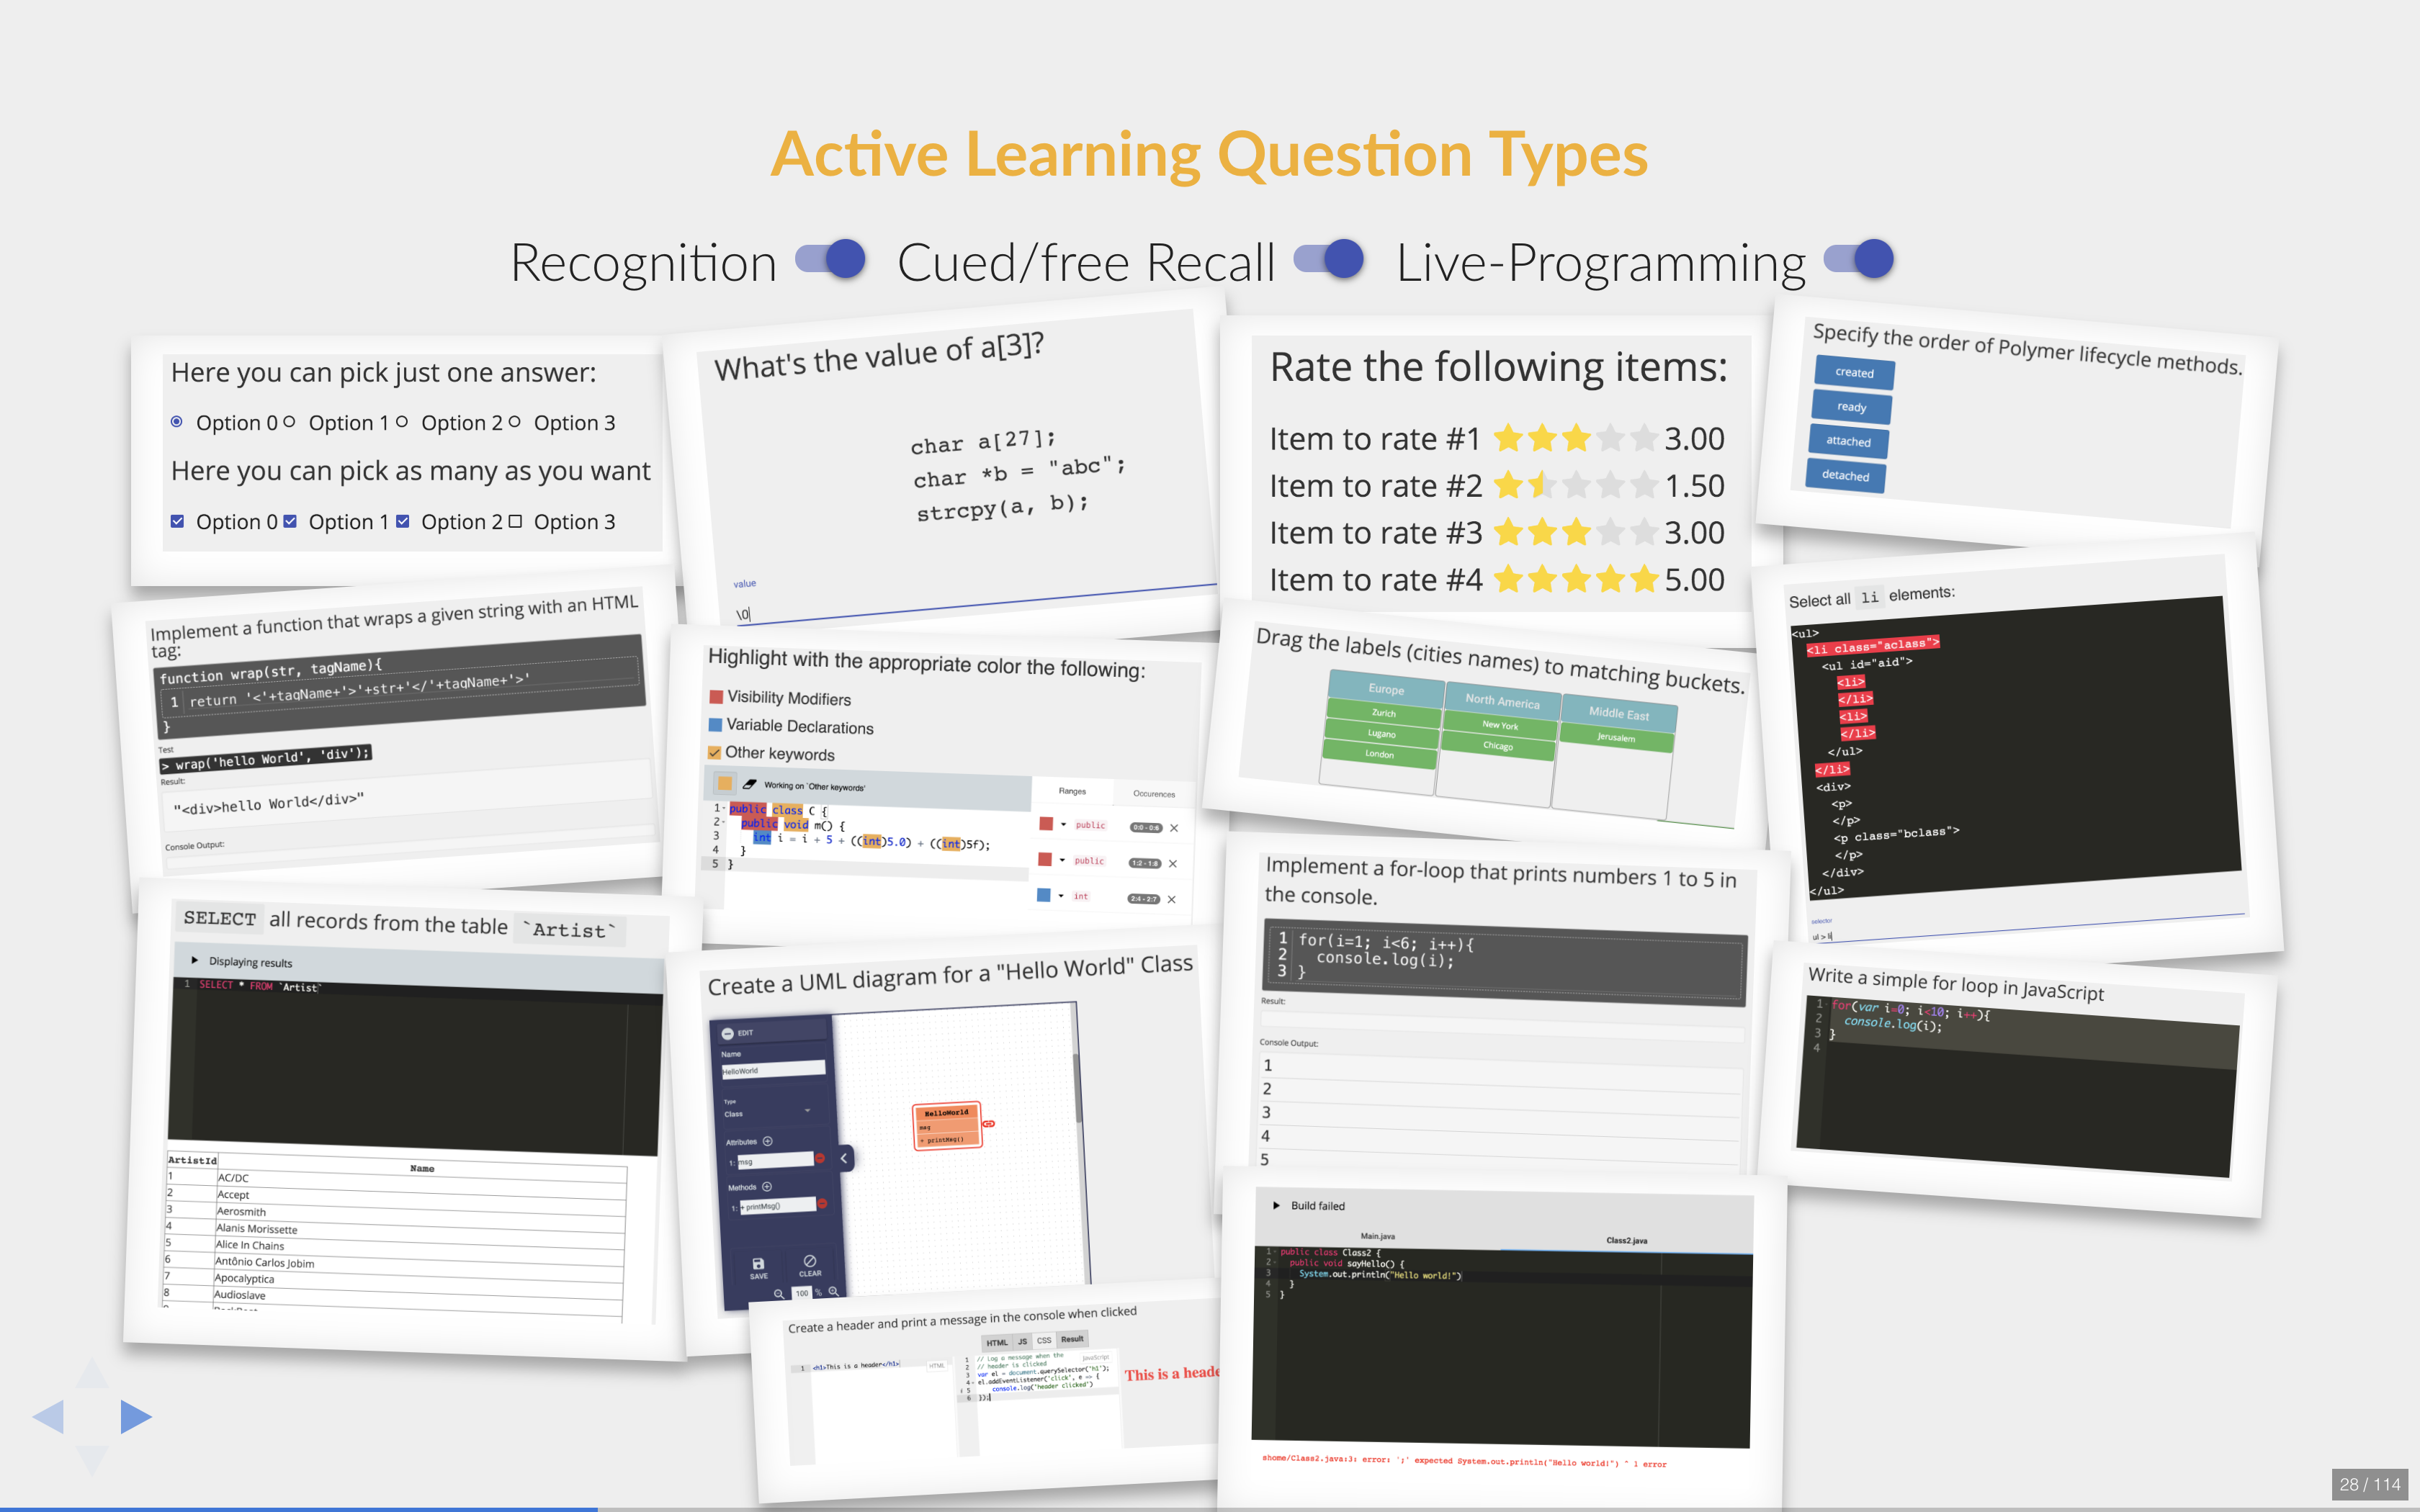 Active Learning Question Types
Recognition Cued/free Recall Live-Programming
Here you can pick just one answer:
Option 0 Option 1 Option 2 Option 3
Here you can pick as many as you want
Option 0 Option 1 Option 2 Option 3
What's the value of a[3]?
char a[27];
char *b = "abc";
strcpy(a, b);
value
\0
Rate the following items:
Item to rate #1 3.00
Item to rate #2 1.50
Item to rate #3 3.00
Item to rate #4 5.00
Specify the order of Polymer lifecycle methods.
created
ready
attached
detached
Implement a function that wraps a given string with an HTML
tag:
function wrap(str, tagName){
1 return '<'+tagName+'>'+str+'</'+tagName+'>'
}
Test
> wrap('hello World', 'div');
Result:
"<div>hello World</div>"
Console Output:
Highlight with the appropriate color the following:
Visibility Modifiers
Variable Declarations
Other keywords
Working on 'Other keywords'
1 public class C {
2 public void m() {
3 int i = i + 5 + ((int)5.0) + ((int)5f);
4 }
5 }
Ranges Occurences
public 0:0 - 0:6
public 1:2 - 1:8
int 2:4 - 2:7
Drag the labels (cities names) to matching buckets.
Europe North America Middle East
Zurich New York Jerusalem
Lugano Chicago
London
Select all li elements:
<ul>
<li class="aclass">
<ul id="aid">
<li>
</li>
<li>
</li>
</ul>
</li>
<div>
<p>
</p>
<p class="bclass">
</p>
</div>
</ul>
selector
ul > li
SELECT all records from the table `Artist`
Displaying results
1 SELECT * FROM `Artist`
ArtistId Name
1 AC/DC
2 Accept
3 Aerosmith
4 Alanis Morissette
5 Alice In Chains
6 Antônio Carlos Jobim
7 Apocalyptica
8 Audioslave
Create a UML diagram for a "Hello World" Class
EDIT
Name
HelloWorld
Type
Class
Attributes
1: msg
Methods
1: + printMsg()
SAVE CLEAR
100 %
HelloWorld
msg
+ printMsg()
Implement a for-loop that prints numbers 1 to 5 in
the console.
1 for(i=1; i<6; i++){
2 console.log(i);
3 }
Result:
Console Output:
1
2
3
4
5
Write a simple for loop in JavaScript
1 for(var i=0; i<10; i++){
2 console.log(i);
3 }
4
Create a header and print a message in the console when clicked
HTML JS CSS Result
1 <h1>This is a header</h1>
HTML
JavaScript
1 // Log a message when the
2 // header is clicked
3 var el = document.querySelector('h1');
4 el.addEventListener('click', e => {
5 console.log('header clicked')
6 });
This is a heade
Build failed
Main.java Class2.java
1 public class Class2 {
2 public void sayHello() {
3 System.out.println("Hello world!")
4 }
5 }
shome/Class2.java:3: error: ';' expected System.out.println("Hello world!") ^ 1 error
28 / 114